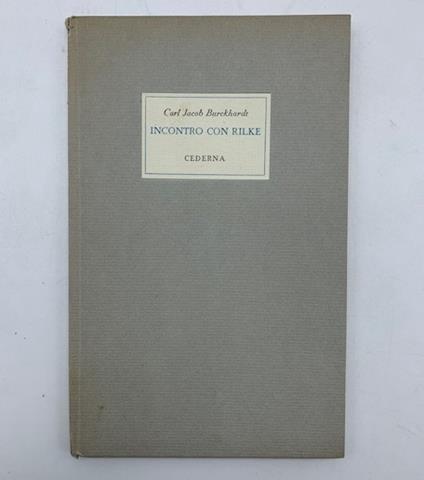 Carl Jacob Burckhardt
INCONTRO CON RILKE
CEDERNA